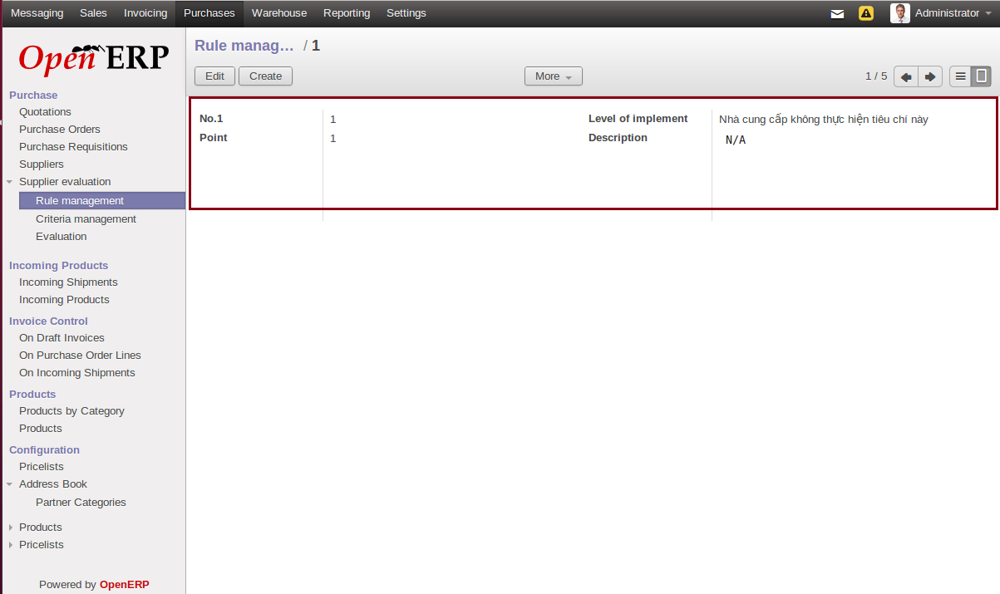 Messaging Sales Invoicing Purchases Warehouse Reporting Settings Administrator
OpenERP
Purchase
Quotations
Purchase Orders
Purchase Requisitions
Suppliers
Supplier evaluation
Rule management
Criteria management
Evaluation
Incoming Products
Incoming Shipments
Incoming Products
Invoice Control
On Draft Invoices
On Purchase Order Lines
On Incoming Shipments
Products
Products by Category
Products
Configuration
Pricelists
Address Book
Partner Categories
Products
Pricelists
Powered by OpenERP
Rule manag... / 1
Edit Create More 1 / 5
No.1 1 Level of implement Nhà cung cấp không thực hiện tiêu chí này
Point 1 Description N/A